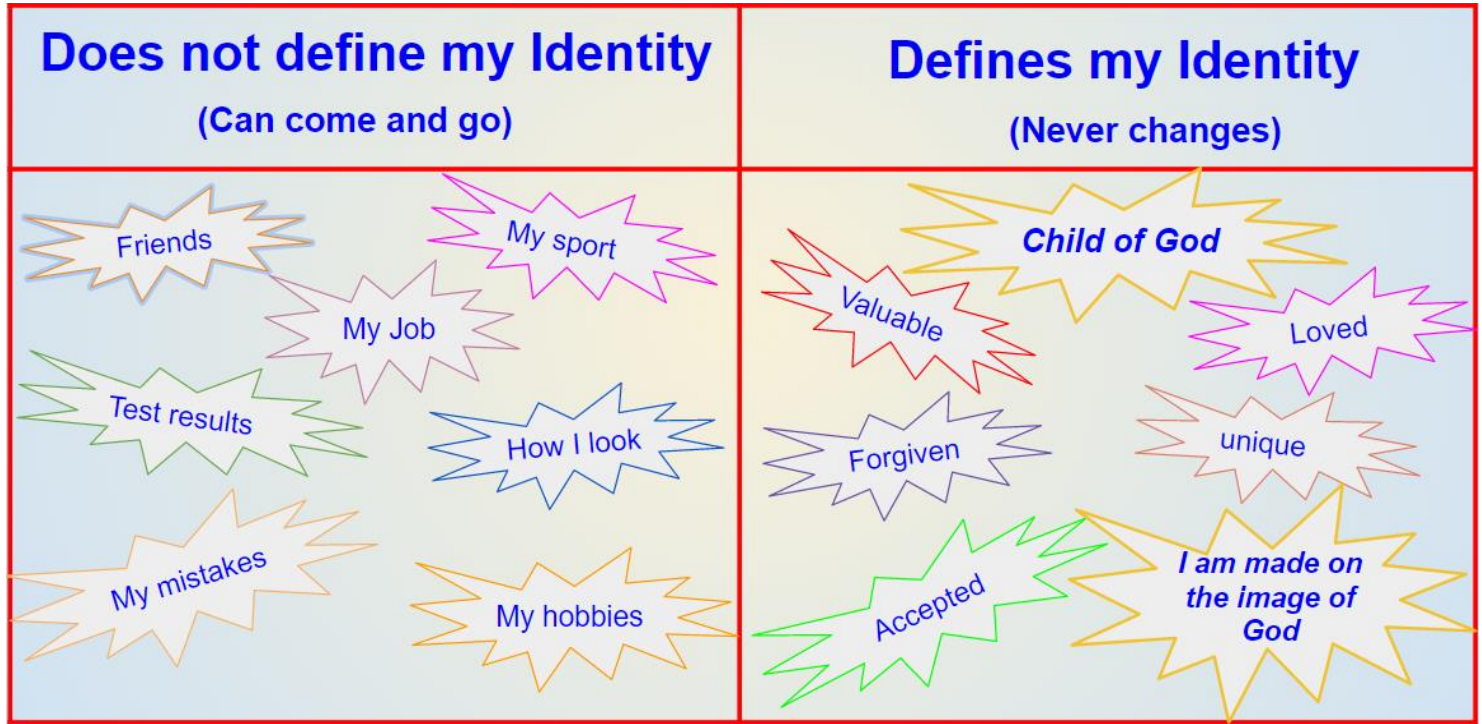 Does not define my Identity
(Can come and go)
Defines my Identity
(Never changes)
Friends
My sport
My Job
Test results
How I look
My mistakes
My hobbies
Child of God
Valuable
Loved
Forgiven
unique
Accepted
I am made on
the image of
God